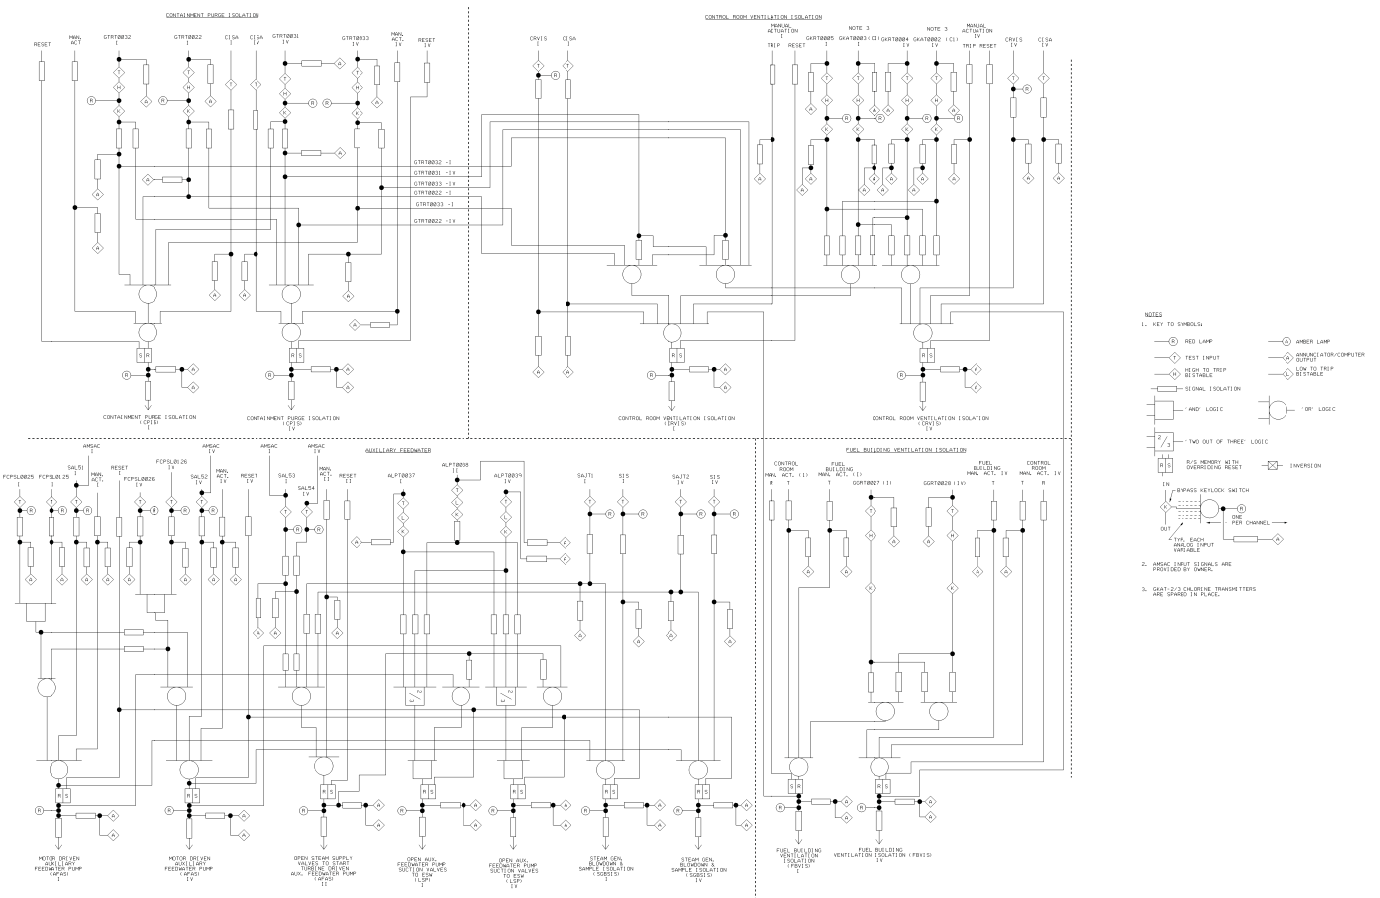 CONTAINMENT PURGE ISOLATION
RESET
MAN.
ACT
GTRT0032
I
GTRT0022
I
CISA
I
CISA
IV
GTRT0031
IV
GTRT0033
IV
MAN.
ACT.
IV
RESET
IV
GTRT0032 -I
GTRT0031 -IV
GTRT0033 -IV
GTRT0022 -I
GTRT0033 -I
GTRT0022 -IV
CONTAINMENT PURGE ISOLATION
(CPIS)
I
CONTAINMENT PURGE ISOLATION
(CPIS)
IV
CONTROL ROOM VENTILATION ISOLATION
CRVIS
I
CISA
I
MANUAL
ACTUATION
I
TRIP RESET
GKRT0005
I
NOTE 3
GKAT0003(CI)
I
GKRT0004
IV
NOTE 3
GKAT0002 (CI)
IV
MANUAL
ACTUATION
IV
TRIP RESET
CRVIS
IV
CISA
IV
CONTROL ROOM VENTILATION ISOLATION
(CRVIS)
I
CONTROL ROOM VENTILATION ISOLATION
(CRVIS)
IV
AUXILIARY FEEDWATER
FCPSL0025
I
FCPSL0125
I
AMSAC
I
SAL51
I
MAN.
ACT.
I
RESET
I
FCPSL0026
IV
FCPSL0126
IV
AMSAC
IV
SAL52
IV
MAN.
ACT.
IV
RESET
IV
AMSAC
I
SAL53
I
AMSAC
IV
SAL54
IV
MAN.
ACT.
II
RESET
II
ALPT0037
I
ALPT0038
II
ALPT0039
IV
SAJT1
I
SIS
I
SAJT2
IV
SIS
IV
2/3
2/3
MOTOR DRIVEN
AUXILIARY
FEEDWATER PUMP
(AFAS)
I
MOTOR DRIVEN
AUXILIARY
FEEDWATER PUMP
(AFAS)
IV
OPEN STEAM SUPPLY
VALVES TO START
TURBINE DRIVEN
AUX. FEEDWATER PUMP
(AFAS)
II
OPEN AUX.
FEEDWATER PUMP
SUCTION VALVES
TO ESW
(LSP)
I
OPEN AUX.
FEEDWATER PUMP
SUCTION VALVES
TO ESW
(LSP)
IV
STEAM GEN.
BLOWDOWN &
SAMPLE ISOLATION
(SGBSIS)
I
STEAM GEN.
BLOWDOWN &
SAMPLE ISOLATION
(SGBSIS)
IV
FUEL BUILDING VENTILATION ISOLATION
CONTROL
ROOM
MAN. ACT. (I)
R T
FUEL
BUILDING
MAN. ACT. (I)
T
GGRT0027 (I)
GGRT0028 (IV)
FUEL
BUILDING
MAN. ACT. IV
T
CONTROL
ROOM
MAN. ACT. IV
T R
FUEL BUILDING
VENTILATION
ISOLATION
(FBVIS)
I
FUEL BUILDING
VENTILATION ISOLATION (FBVIS)
IV
NOTES
1. KEY TO SYMBOLS:
R RED LAMP
A AMBER LAMP
T TEST INPUT
A ANNUNCIATOR/COMPUTER
OUTPUT
H HIGH TO TRIP
BISTABLE
L LOW TO TRIP
BISTABLE
SIGNAL ISOLATION
'AND' LOGIC
'OR' LOGIC
2/3 'TWO OUT OF THREE' LOGIC
R S R/S MEMORY WITH
OVERRIDING RESET
INVERSION
IN
BYPASS KEYLOCK SWITCH
K
R
ONE
PER CHANNEL
OUT
A
TYP. EACH
ANALOG INPUT
VARIABLE
2. AMSAC INPUT SIGNALS ARE
PROVIDED BY OWNER.
3. GKAT-2/3 CHLORINE TRANSMITTERS
ARE SPARED IN PLACE.